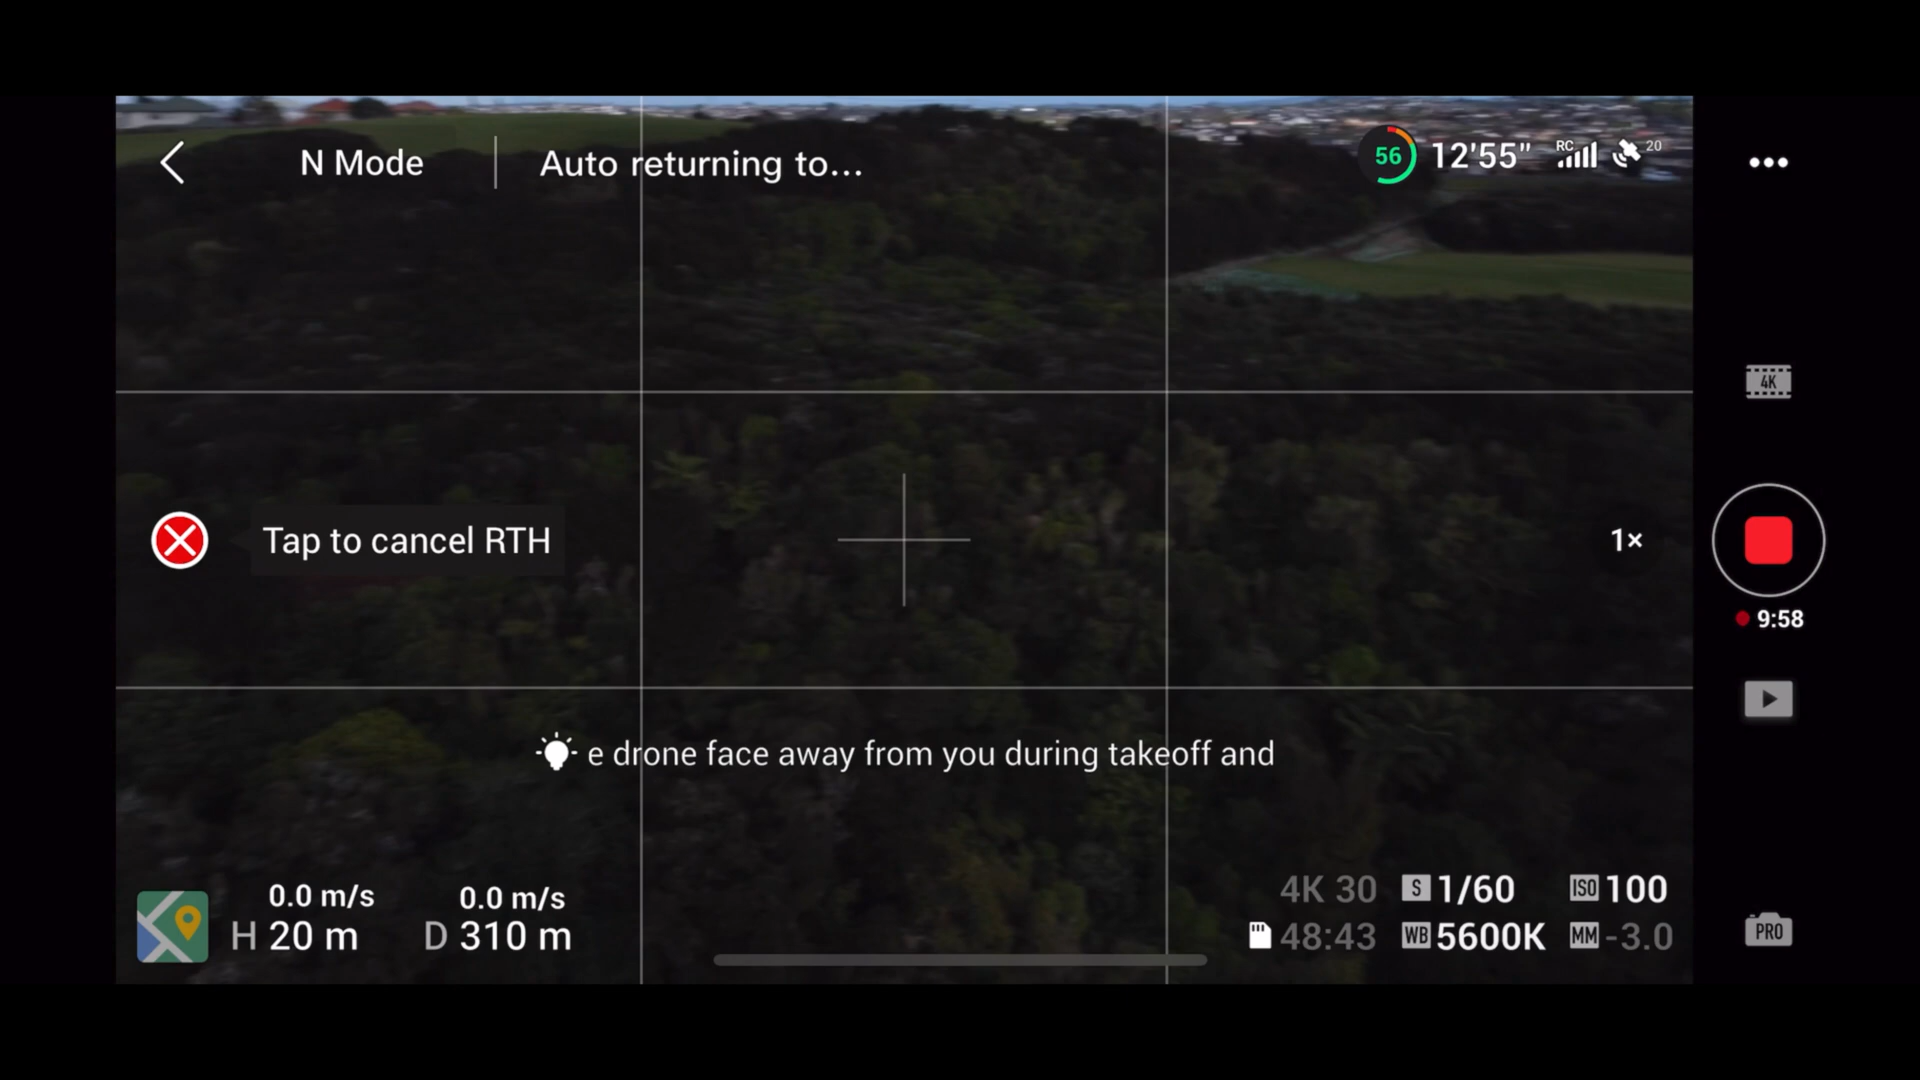 N Mode
Auto returning to...
56
12'55"
RC
20
4K
Tap to cancel RTH
1×
9:58
e drone face away from you during takeoff and
0.0 m/s
0.0 m/s
H 20 m
D 310 m
4K 30
S 1/60
ISO 100
48:43
WB 5600K
MM -3.0
PRO